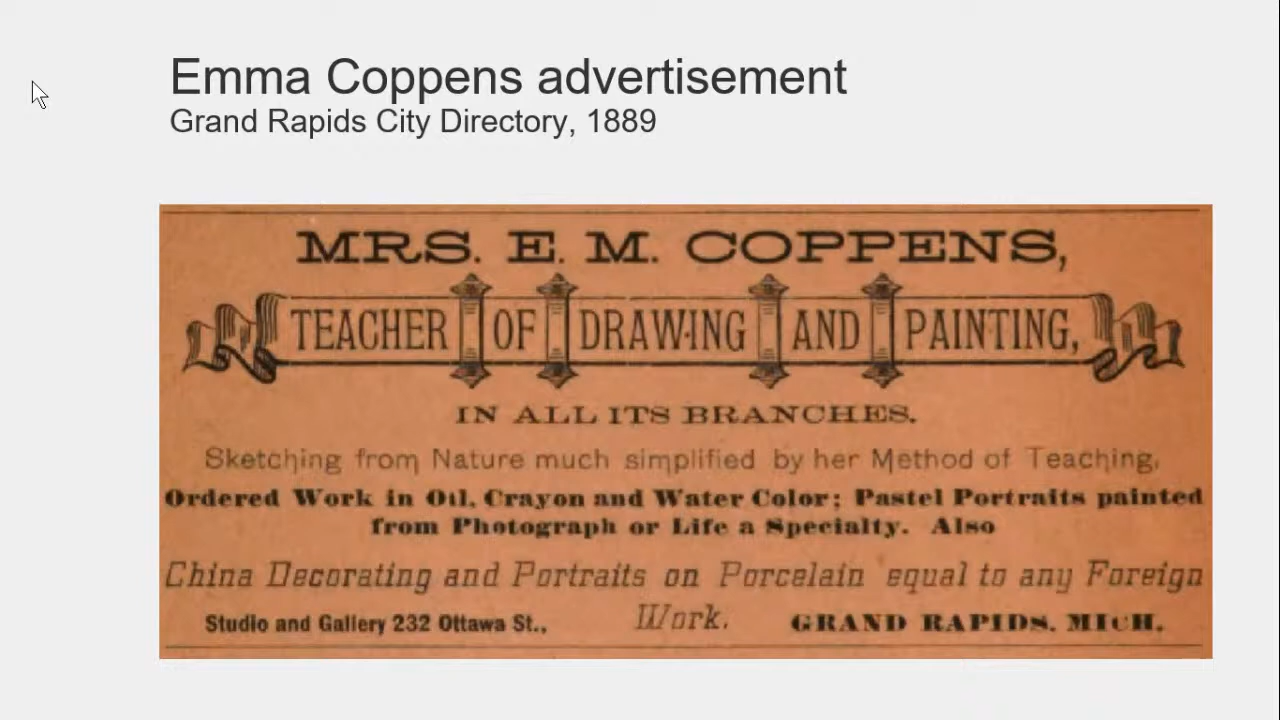 Emma Coppens advertisement
Grand Rapids City Directory, 1889
MRS. E. M. COPPENS,
TEACHER OF DRAWING AND PAINTING,
IN ALL ITS BRANCHES.
Sketching from Nature much simplified by her Method of Teaching,
Ordered Work in Oil, Crayon and Water Color; Pastel Portraits painted
from Photograph or Life a Specialty. Also
China Decorating and Portraits on Porcelain equal to any Foreign
Work.
Studio and Gallery 232 Ottawa St., GRAND RAPIDS, MICH.